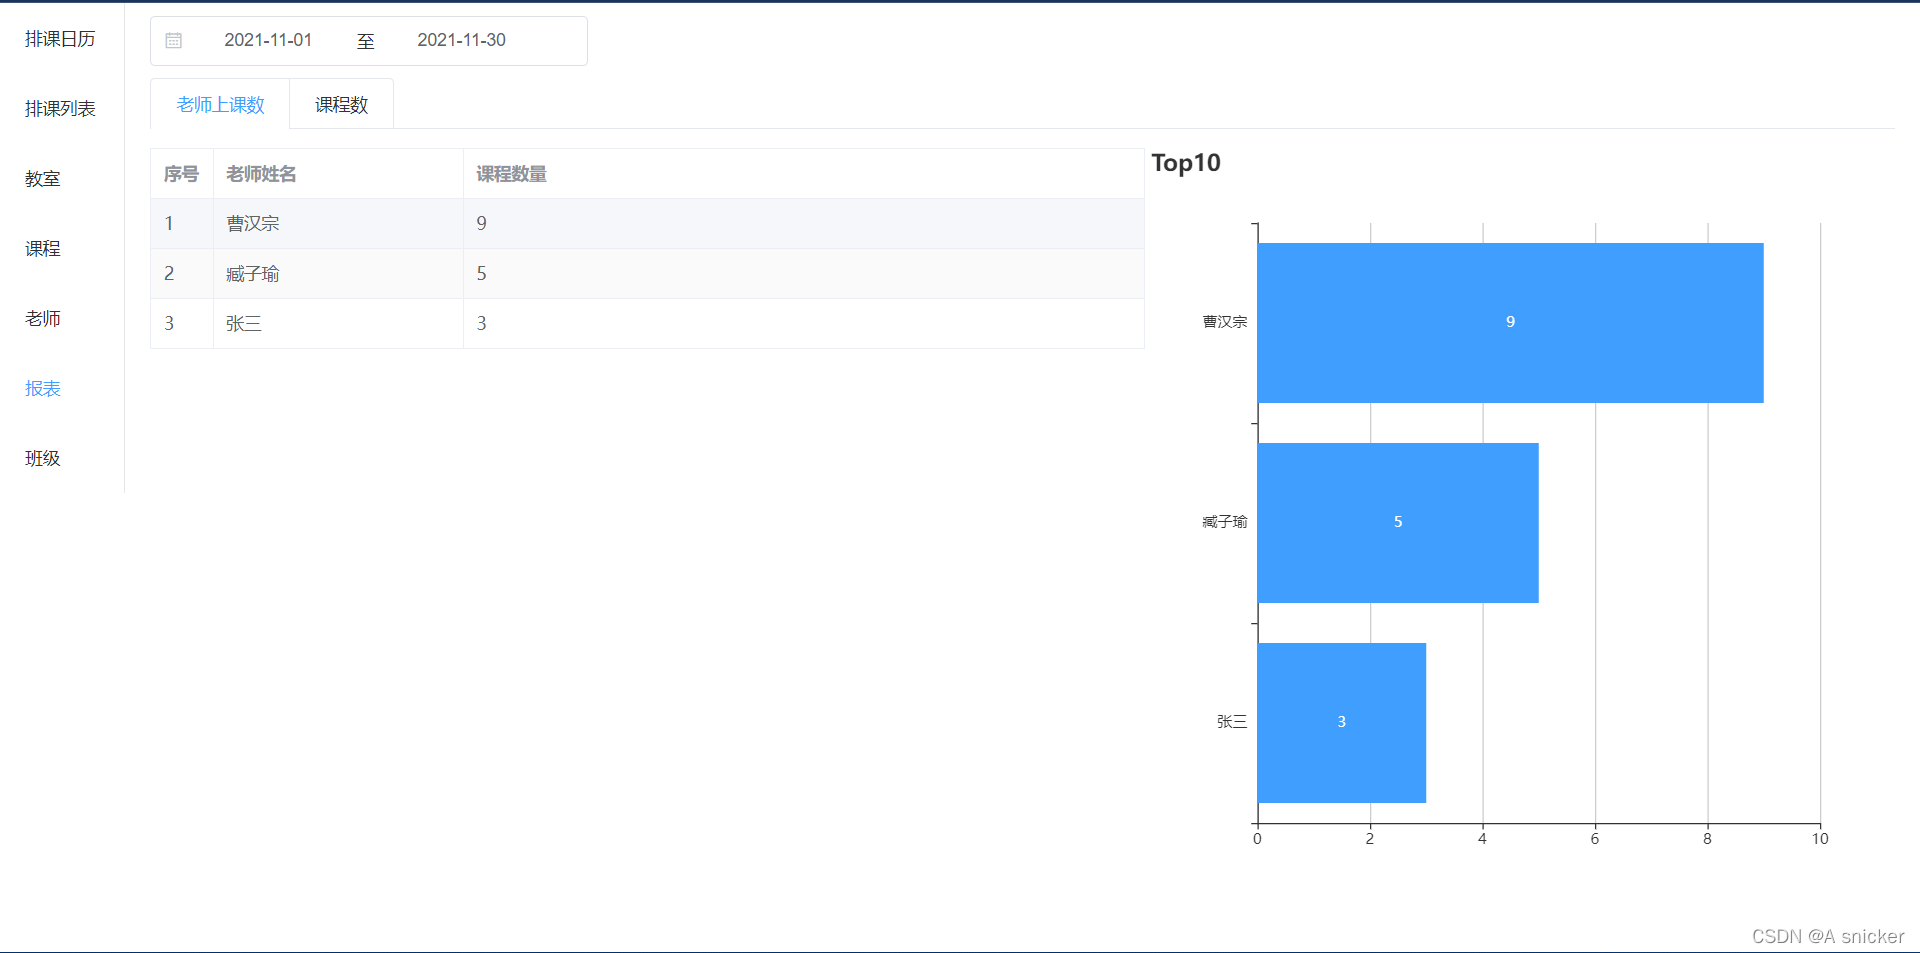 排课日历
排课列表
教室
课程
老师
报表
班级
2021-11-01 至 2021-11-30
老师上课数 课程数
序号 老师姓名 课程数量
1 曹汉宗 9
2 臧子瑜 5
3 张三 3
Top10
曹汉宗 9
臧子瑜 5
张三 3
0 2 4 6 8 10
CSDN @A snicker